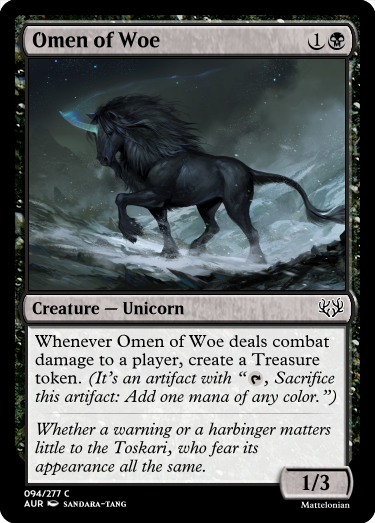 Omen of Woe 1
Creature — Unicorn
Whenever Omen of Woe deals combat
damage to a player, create a Treasure
token. (It's an artifact with “, Sacrifice
this artifact: Add one mana of any color.”)
Whether a warning or a harbinger matters
little to the Toskari, who fear its
appearance all the same.
1/3
094/277 C
AUR SANDARA-TANG
Mattelonian